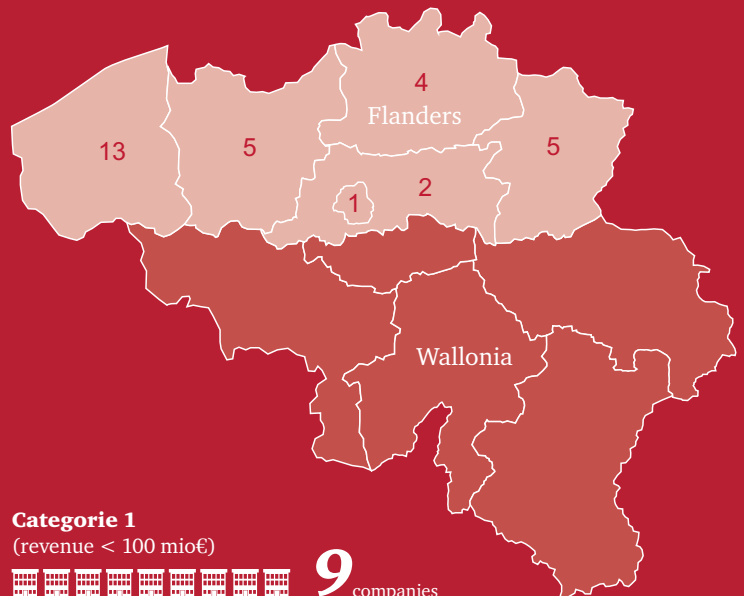 4
Flanders
13
5
5
2
1
Wallonia
Categorie 1
(revenue < 100 mio€)
9 companies